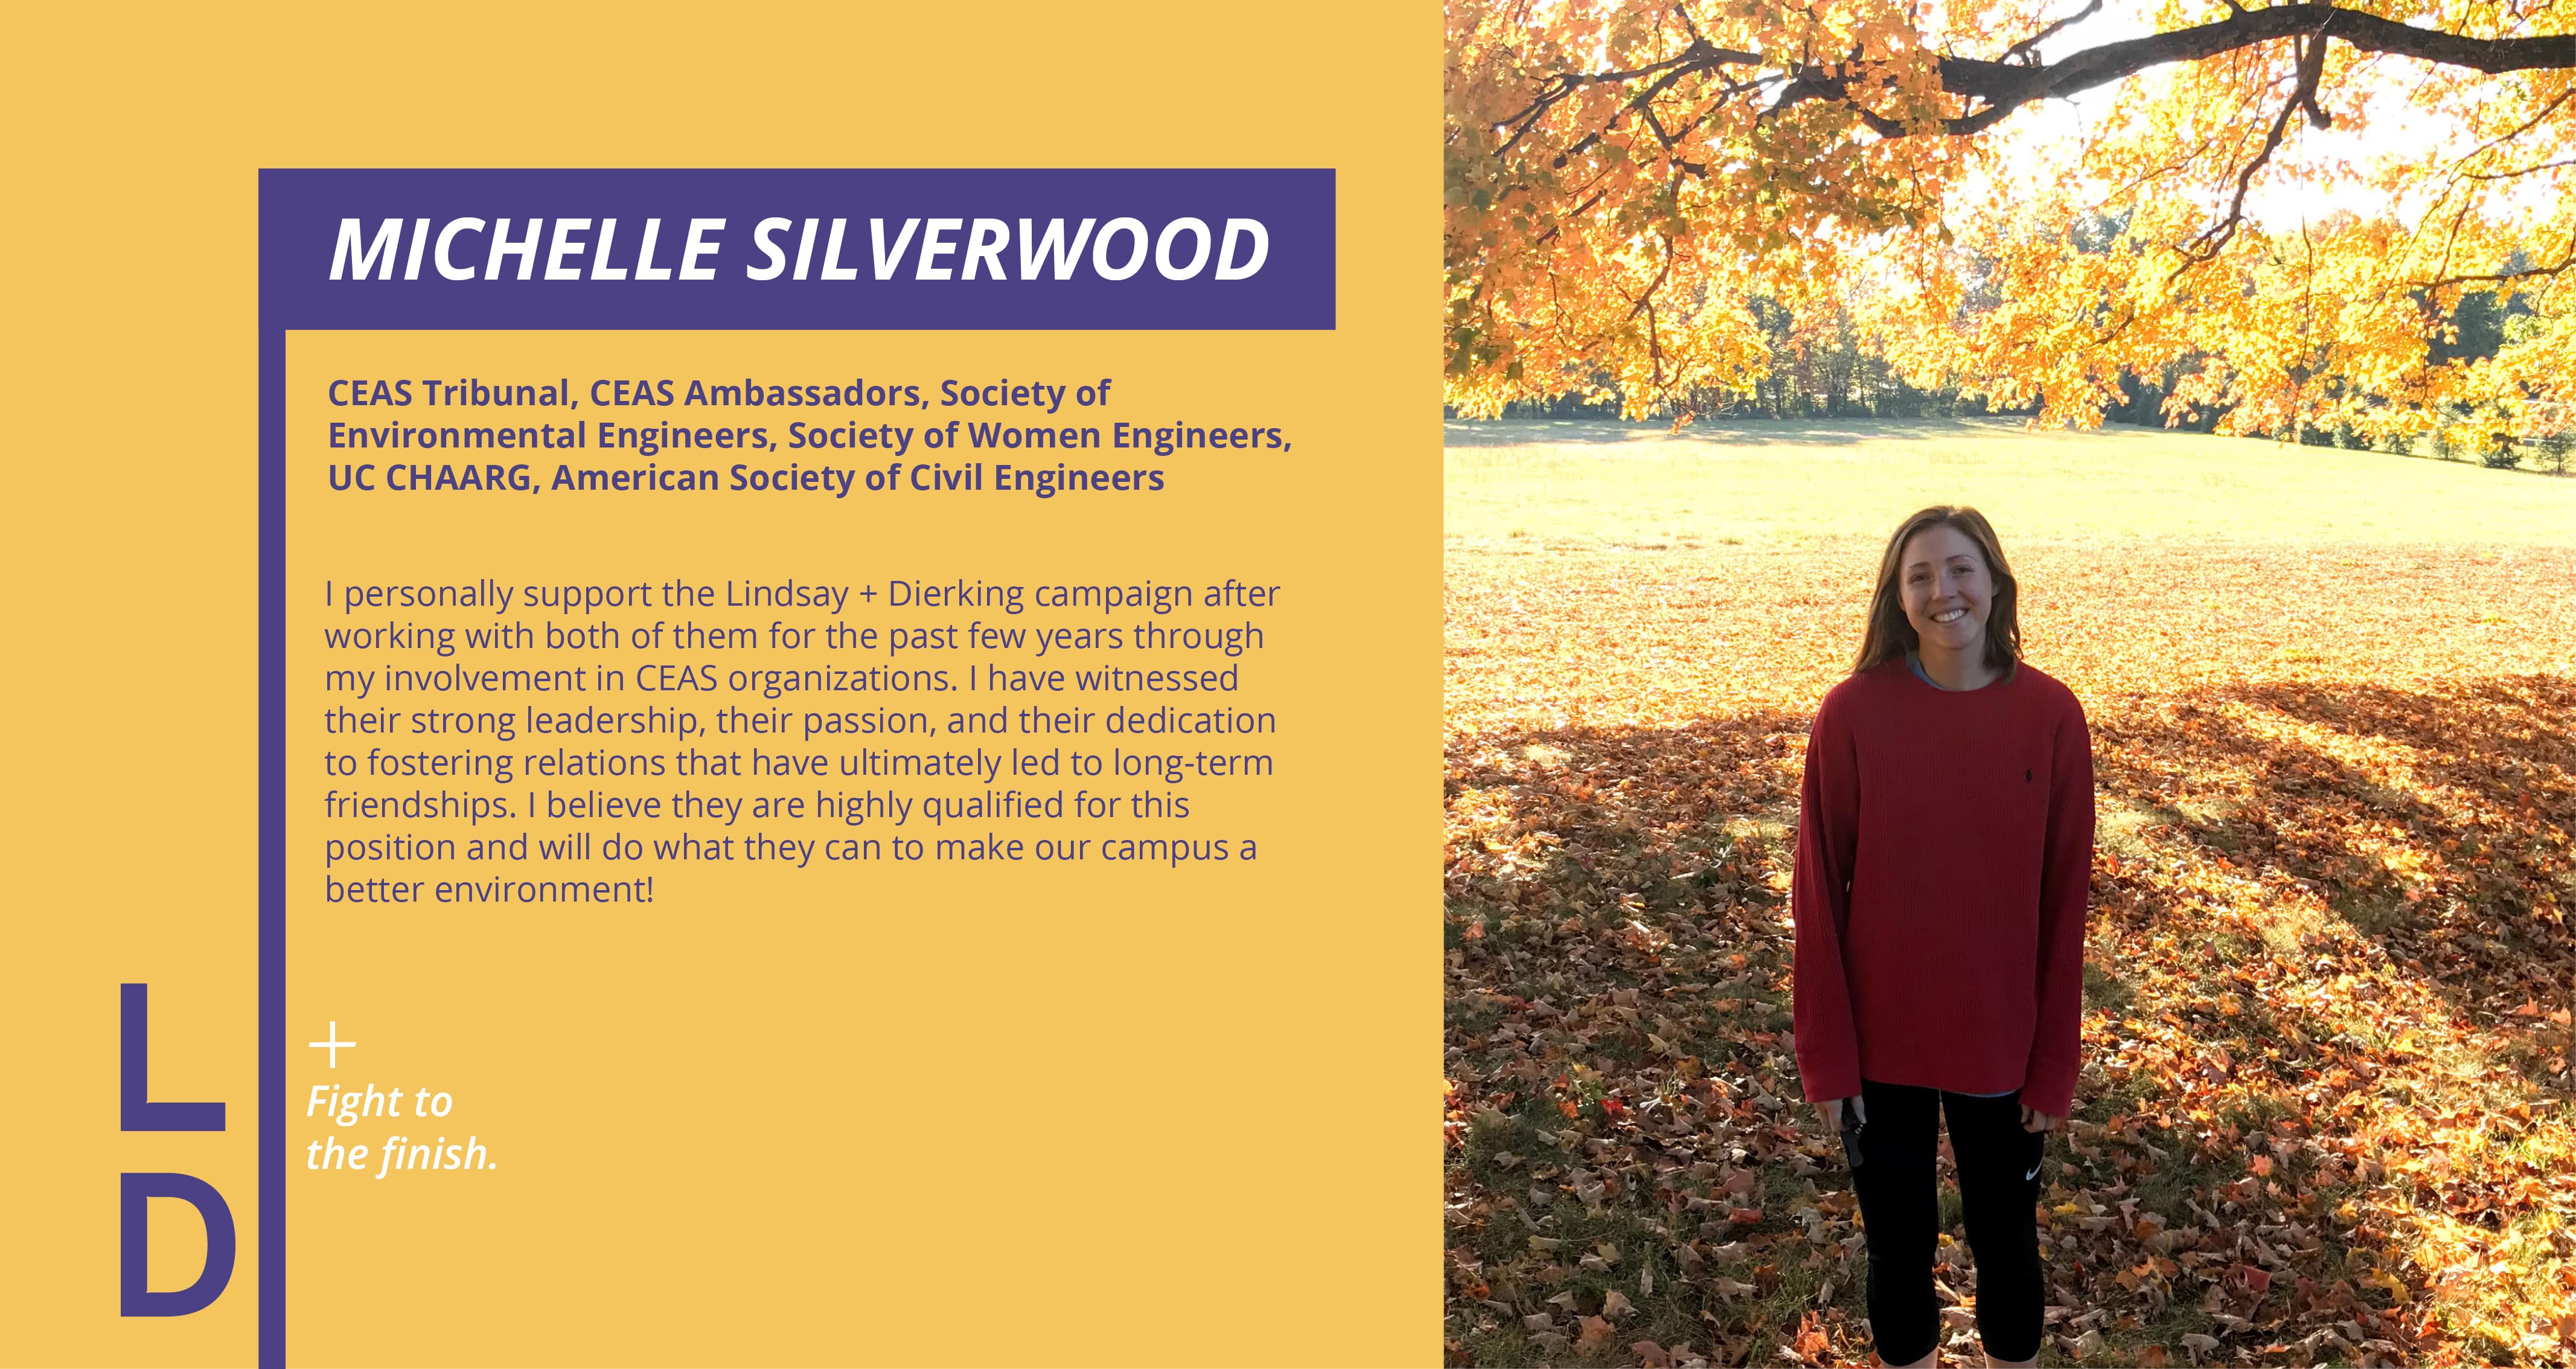 MICHELLE SILVERWOOD
CEAS Tribunal, CEAS Ambassadors, Society of
Environmental Engineers, Society of Women Engineers,
UC CHAARG, American Society of Civil Engineers
I personally support the Lindsay + Dierking campaign after
working with both of them for the past few years through
my involvement in CEAS organizations. I have witnessed
their strong leadership, their passion, and their dedication
to fostering relations that have ultimately led to long-term
friendships. I believe they are highly qualified for this
position and will do what they can to make our campus a
better environment!
L
D
+
Fight to
the finish.